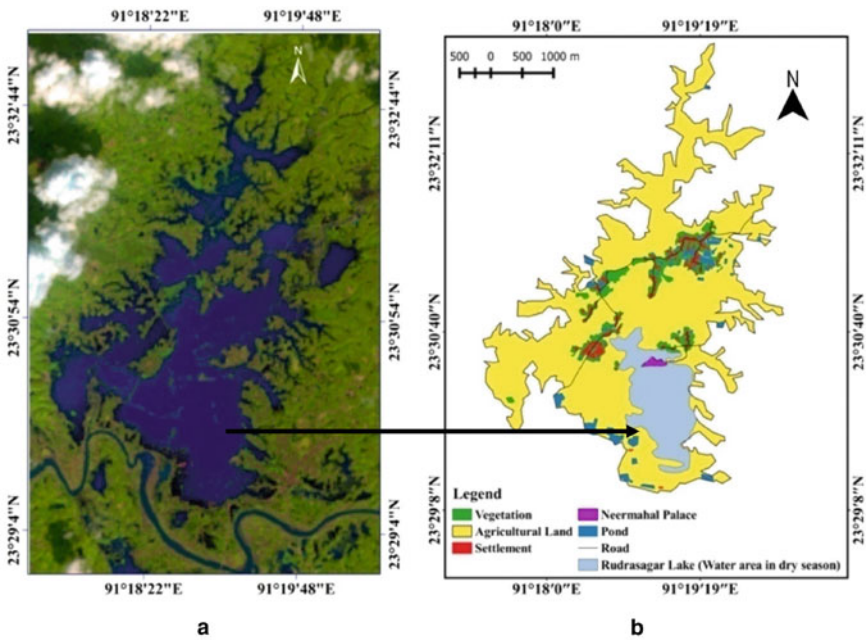 91°18'22"E 91°19'48"E
23°32'44"N
23°30'54"N
23°29'4"N
N
23°32'44"N
23°30'54"N
23°29'4"N
91°18'22"E 91°19'48"E
a
91°18'0"E 91°19'19"E
500 0 500 1000 m
N
23°32'11"N
23°30'40"N
23°29'8"N
23°32'11"N
23°30'40"N
23°29'8"N
Legend
Vegetation
Agricultural Land
Settlement
Neermahal Palace
Pond
Road
Rudrasagar Lake (Water area in dry season)
91°18'0"E 91°19'19"E
b